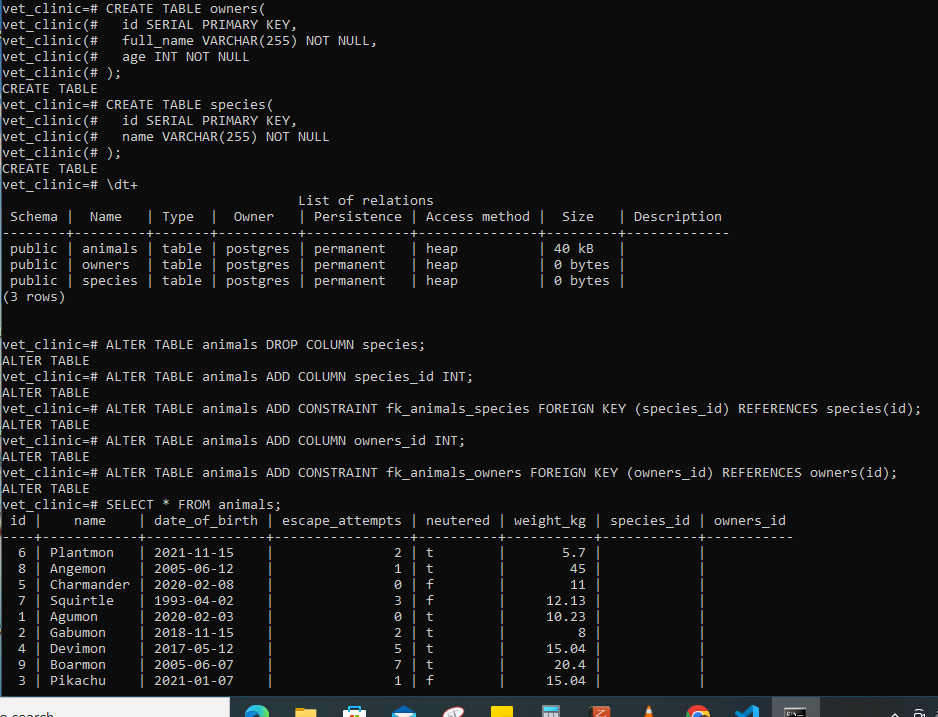 vet_clinic=# CREATE TABLE owners(
vet_clinic(#   id SERIAL PRIMARY KEY,
vet_clinic(#   full_name VARCHAR(255) NOT NULL,
vet_clinic(#   age INT NOT NULL
vet_clinic(# );
CREATE TABLE
vet_clinic=# CREATE TABLE species(
vet_clinic(#   id SERIAL PRIMARY KEY,
vet_clinic(#   name VARCHAR(255) NOT NULL
vet_clinic(# );
CREATE TABLE
vet_clinic=# \dt+
                                     List of relations
 Schema |  Name   | Type  |  Owner   | Persistence | Access method |  Size   | Description
--------+---------+-------+----------+-------------+---------------+---------+-------------
 public | animals | table | postgres | permanent   | heap          | 40 kB   |
 public | owners  | table | postgres | permanent   | heap          | 0 bytes |
 public | species | table | postgres | permanent   | heap          | 0 bytes |
(3 rows)
vet_clinic=# ALTER TABLE animals DROP COLUMN species;
ALTER TABLE
vet_clinic=# ALTER TABLE animals ADD COLUMN species_id INT;
ALTER TABLE
vet_clinic=# ALTER TABLE animals ADD CONSTRAINT fk_animals_species FOREIGN KEY (species_id) REFERENCES species(id);
ALTER TABLE
vet_clinic=# ALTER TABLE animals ADD COLUMN owners_id INT;
ALTER TABLE
vet_clinic=# ALTER TABLE animals ADD CONSTRAINT fk_animals_owners FOREIGN KEY (owners_id) REFERENCES owners(id);
ALTER TABLE
vet_clinic=# SELECT * FROM animals;
 id |    name    | date_of_birth | escape_attempts | neutered | weight_kg | species_id | owners_id
----+------------+---------------+-----------------+----------+-----------+------------+-----------
  6 | Plantmon   | 2021-11-15    |               2 | t        |       5.7 |            |
  8 | Angemon    | 2005-06-12    |               1 | t        |        45 |            |
  5 | Charmander | 2020-02-08    |               0 | f        |        11 |            |
  7 | Squirtle   | 1993-04-02    |               3 | f        |     12.13 |            |
  1 | Agumon     | 2020-02-03    |               0 | t        |     10.23 |            |
  2 | Gabumon    | 2018-11-15    |               2 | t        |         8 |            |
  4 | Devimon    | 2017-05-12    |               5 | t        |     15.04 |            |
  9 | Boarmon    | 2005-06-07    |               7 | t        |      20.4 |            |
  3 | Pikachu    | 2021-01-07    |               1 | f        |     15.04 |            |
search